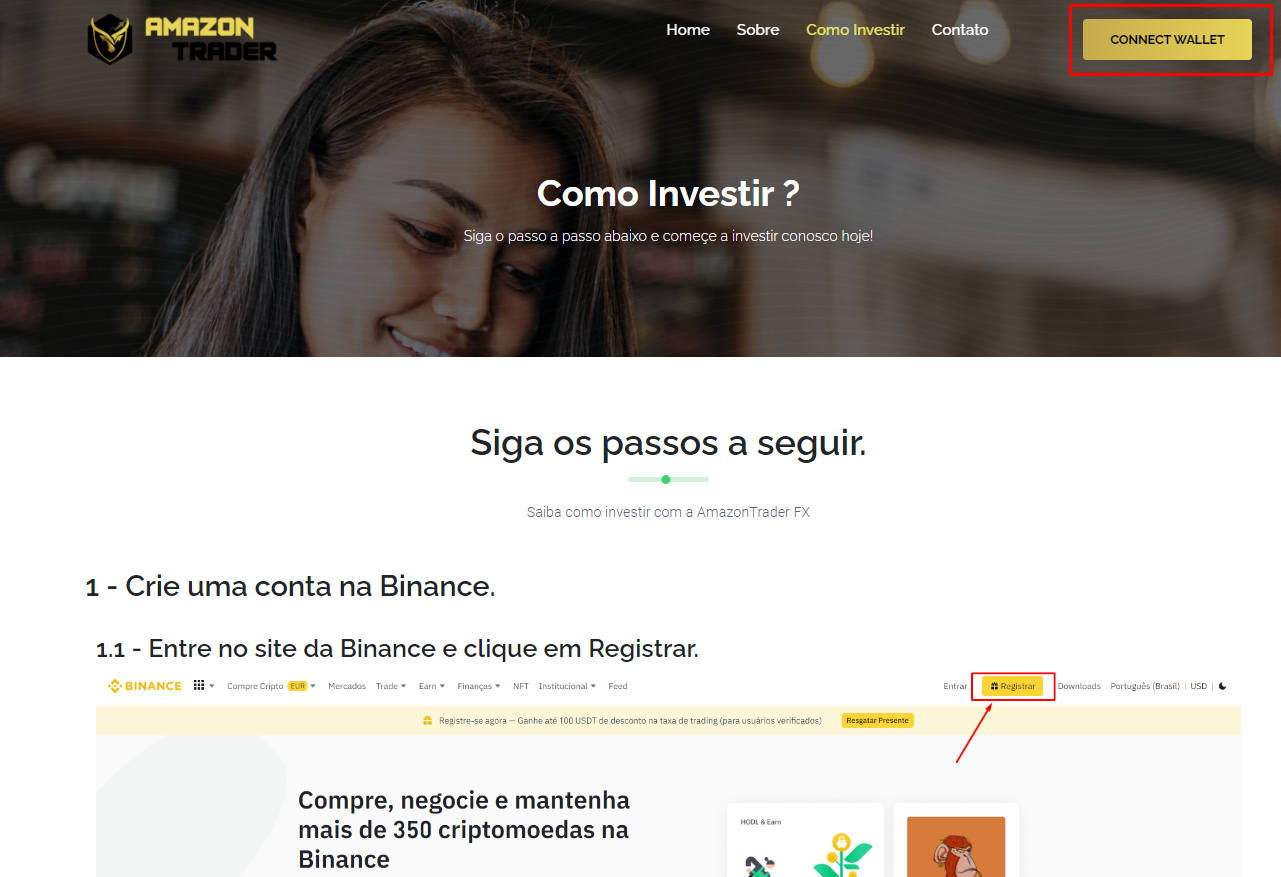 AMAZON
TRADER
Home
Sobre
Como Investir
Contato
CONNECT WALLET
Como Investir ?
Siga o passo a passo abaixo e começe a investir conosco hoje!
Siga os passos a seguir.
Saiba como investir com a AmazonTrader FX
1 - Crie uma conta na Binance.
1.1 - Entre no site da Binance e clique em Registrar.
BINANCE
Compre Cripto EUR
Mercados
Trade
Earn
Finanças
NFT
Institucional
Feed
Entrar
Registrar
Downloads
Português (Brasil)
USD
Registre-se agora — Ganhe até 100 USDT de desconto na taxa de trading (para usuários verificados)
Resgatar Presente
Compre, negocie e mantenha
mais de 350 criptomoedas na
Binance
HODL & Earn